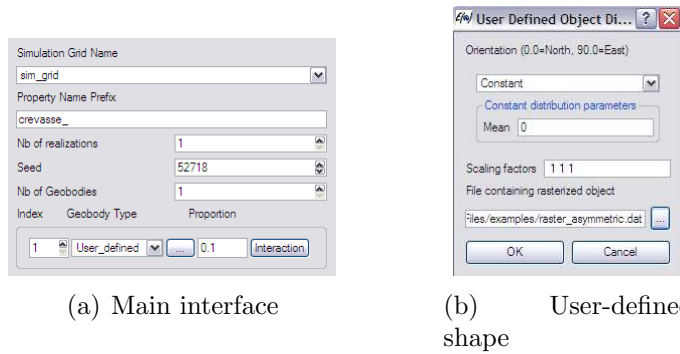 Simulation Grid Name
sim_grid
Property Name Prefix
crevasse_
Nb of realizations 1
Seed 52718
Nb of Geobodies 1
Index Geobody Type Proportion
1 User_defined ... 0.1 Interaction
(a) Main interface
User Defined Object Di... ?
Orientation (0.0=North, 90.0=East)
Constant
Constant distribution parameters
Mean 0
Scaling factors 1 1 1
File containing rasterized object
Files/examples/raster_asymmetric.dat ...
OK Cancel
(b) User-defined
shape